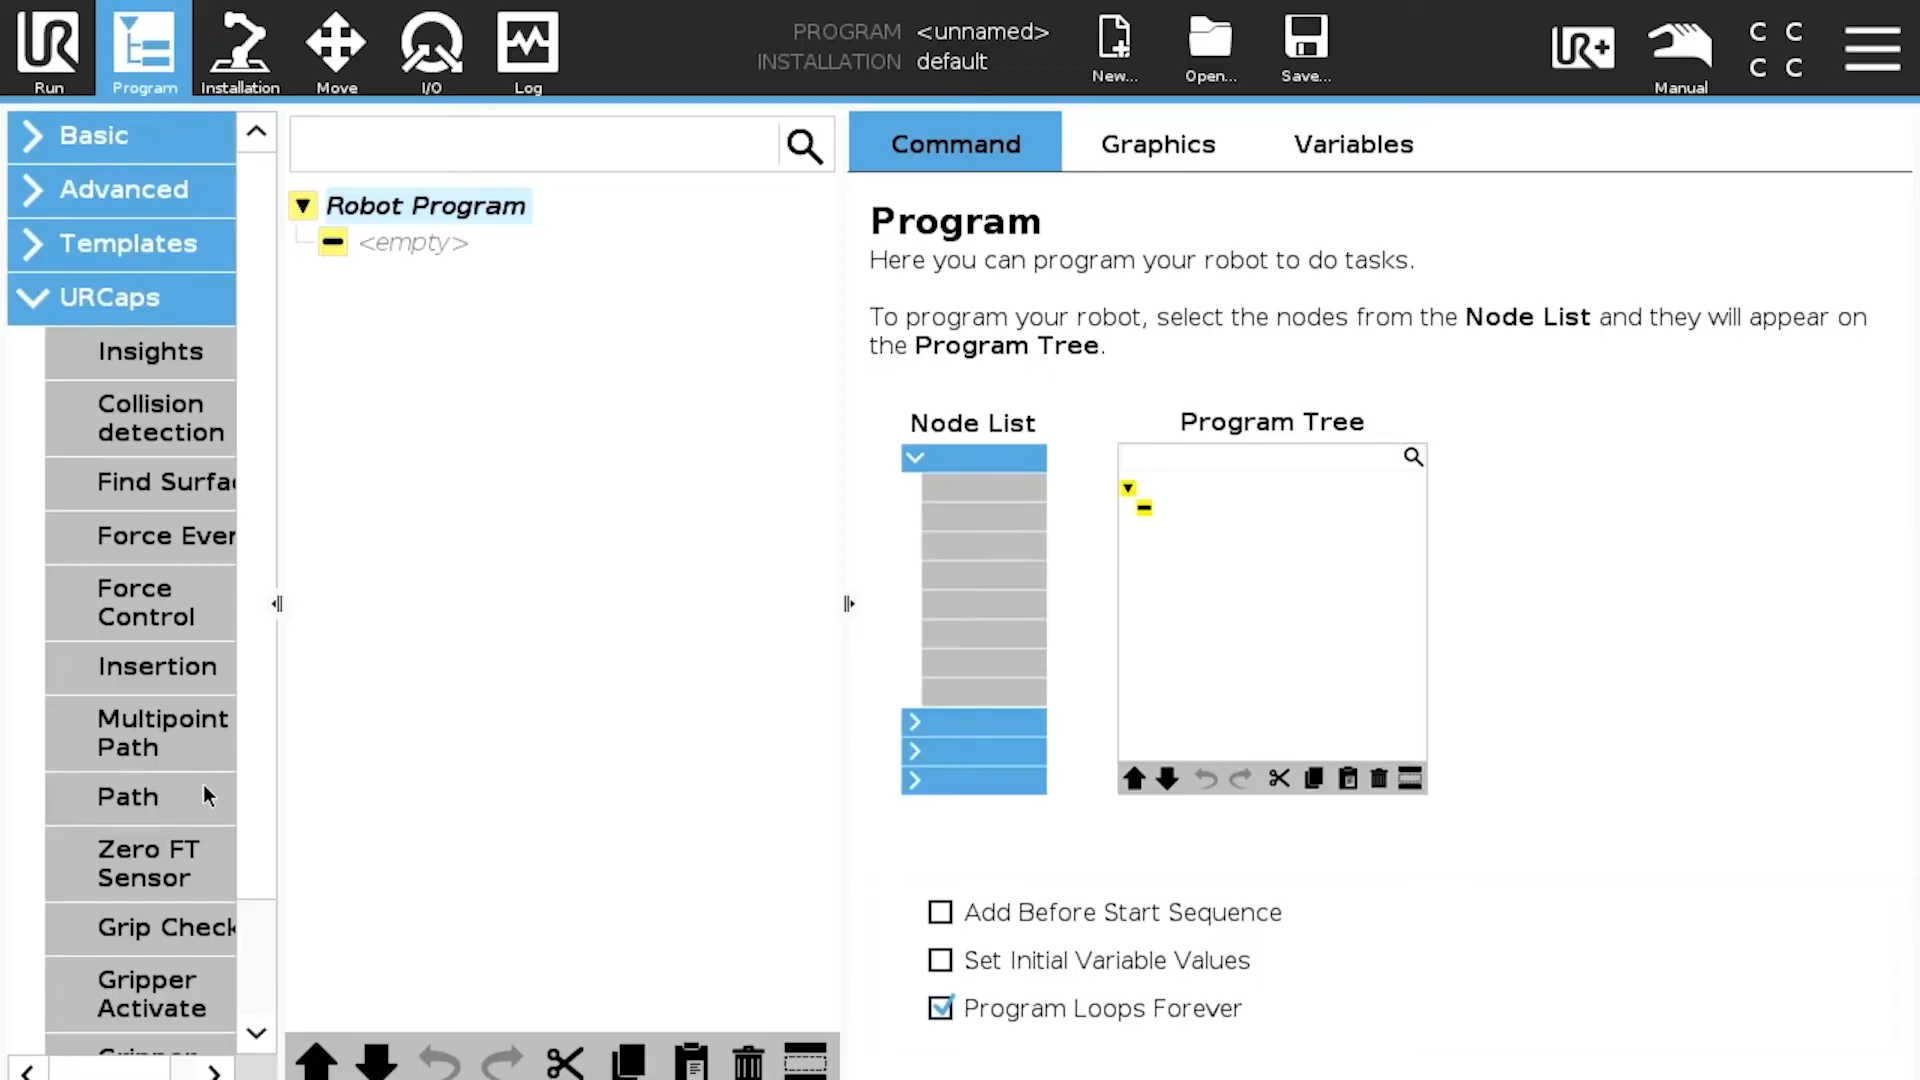 Run
Program
Installation
Move
I/O
Log
PROGRAM <unnamed>
INSTALLATION default
New...
Open...
Save...
UR+
Manual
C C
C C
Basic
Advanced
Templates
URCaps
Insights
Collision
detection
Find Surfac
Force Even
Force
Control
Insertion
Multipoint
Path
Path
Zero FT
Sensor
Grip Check
Gripper
Activate
Robot Program
<empty>
Command
Graphics
Variables
Program
Here you can program your robot to do tasks.
To program your robot, select the nodes from the Node List and they will appear on
the Program Tree.
Node List
Program Tree
Add Before Start Sequence
Set Initial Variable Values
Program Loops Forever